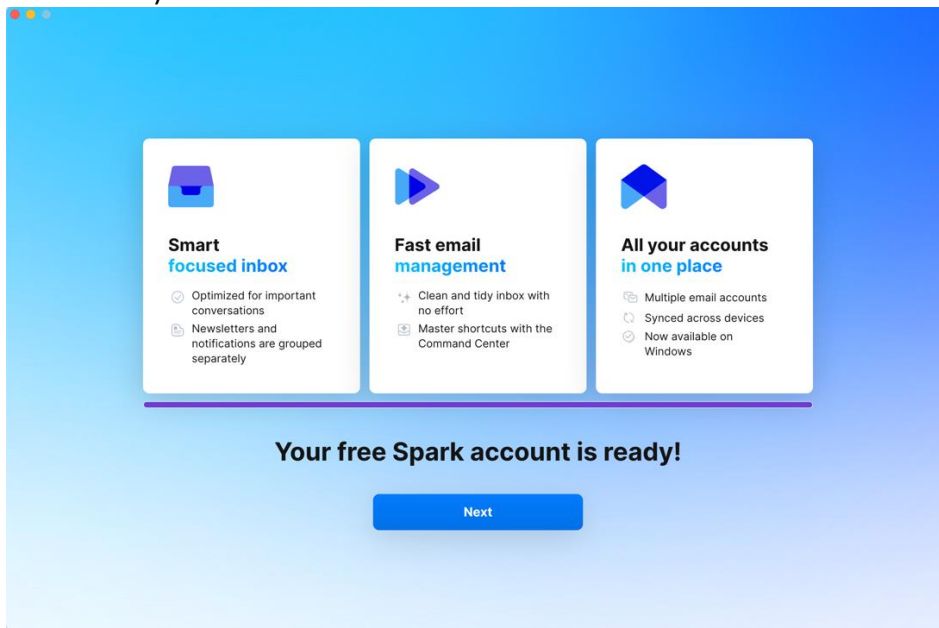 Smart
focused inbox
Optimized for important
conversations
Newsletters and
notifications are grouped
separately
Fast email
management
Clean and tidy inbox with
no effort
Master shortcuts with the
Command Center
All your accounts
in one place
Multiple email accounts
Synced across devices
Now available on
Windows
Your free Spark account is ready!
Next